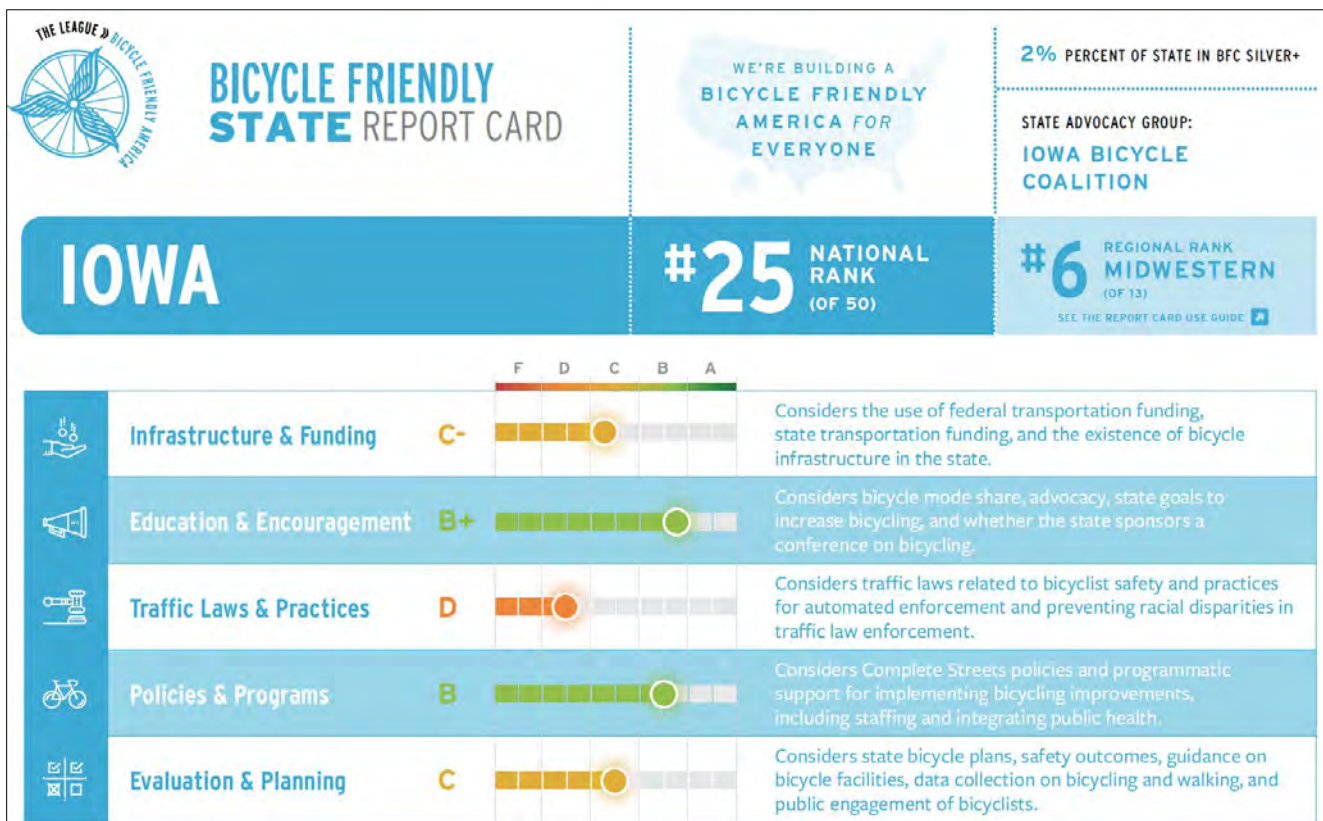 THE LEAGUE » BICYCLE FRIENDLY AMERICA
BICYCLE FRIENDLY
STATE REPORT CARD
WE'RE BUILDING A
BICYCLE FRIENDLY
AMERICA FOR
EVERYONE
2% PERCENT OF STATE IN BFC SILVER+
STATE ADVOCACY GROUP:
IOWA BICYCLE
COALITION
IOWA
#25 NATIONAL
RANK
(OF 50)
#6 REGIONAL RANK
MIDWESTERN
(OF 13)
SEE THE REPORT CARD USE GUIDE
F D C B A
Infrastructure & Funding C-
Considers the use of federal transportation funding,
state transportation funding, and the existence of bicycle
infrastructure in the state.
Education & Encouragement B+
Considers bicycle mode share, advocacy, state goals to
increase bicycling, and whether the state sponsors a
conference on bicycling.
Traffic Laws & Practices D
Considers traffic laws related to bicyclist safety and practices
for automated enforcement and preventing racial disparities in
traffic law enforcement.
Policies & Programs B
Considers Complete Streets policies and programmatic
support for implementing bicycling improvements,
including staffing and integrating public health.
Evaluation & Planning C
Considers state bicycle plans, safety outcomes, guidance on
bicycle facilities, data collection on bicycling and walking, and
public engagement of bicyclists.